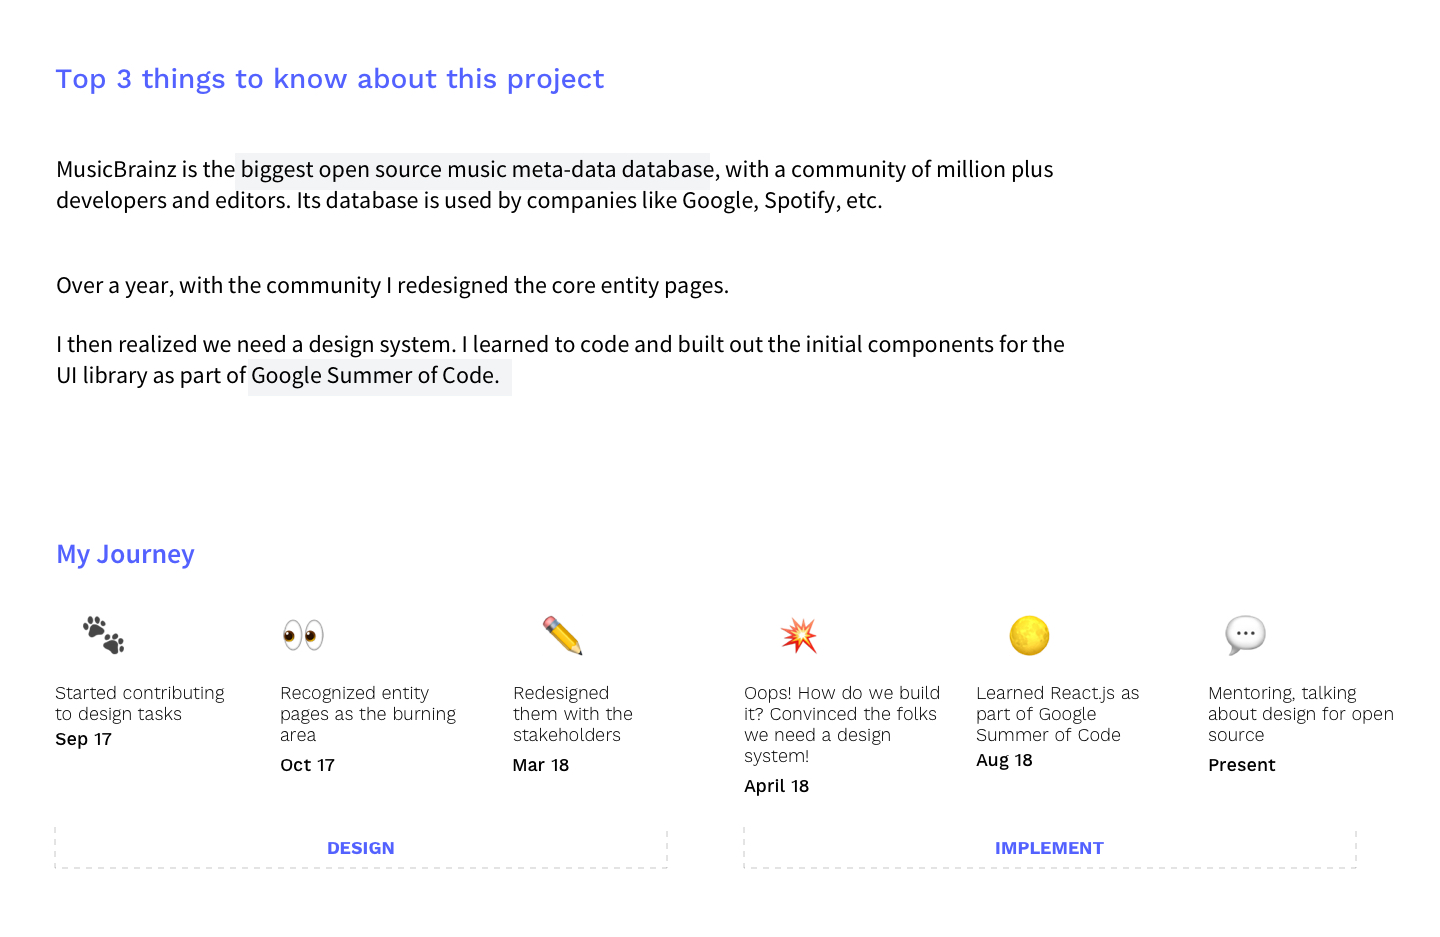 Top 3 things to know about this project
MusicBrainz is the biggest open source music meta-data database, with a community of million plus
developers and editors. Its database is used by companies like Google, Spotify, etc.
Over a year, with the community I redesigned the core entity pages.
I then realized we need a design system. I learned to code and built out the initial components for the
UI library as part of Google Summer of Code.
My Journey
Started contributing
to design tasks
Sep 17
Recognized entity
pages as the burning
area
Oct 17
Redesigned
them with the
stakeholders
Mar 18
Oops! How do we build
it? Convinced the folks
we need a design
system!
April 18
Learned React.js as
part of Google
Summer of Code
Aug 18
Mentoring, talking
about design for open
source
Present
DESIGN
IMPLEMENT